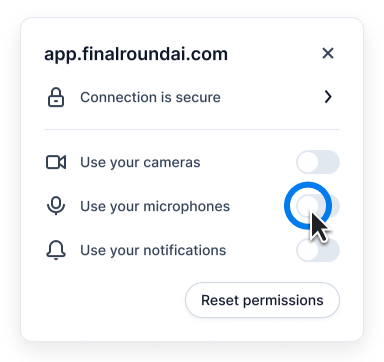 app.finalroundai.com
Connection is secure
Use your cameras
Use your microphones
Use your notifications
Reset permissions